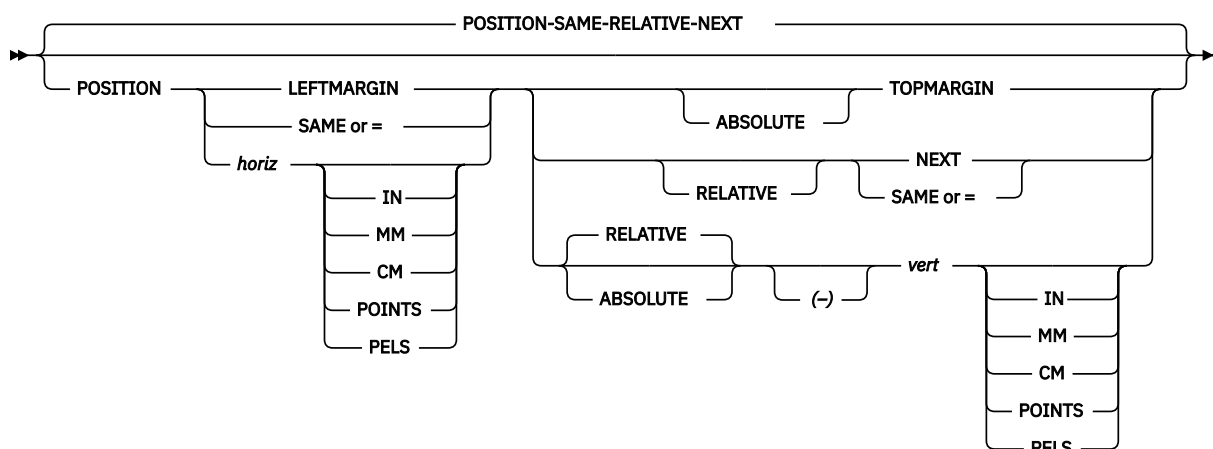 POSITION-SAME-RELATIVE-NEXT
POSITION LEFTMARGIN TOPMARGIN
SAME or = ABSOLUTE
horiz NEXT
IN RELATIVE SAME or =
MM RELATIVE
CM vert
POINTS ABSOLUTE (–) IN
PELS MM
CM
POINTS
PELS